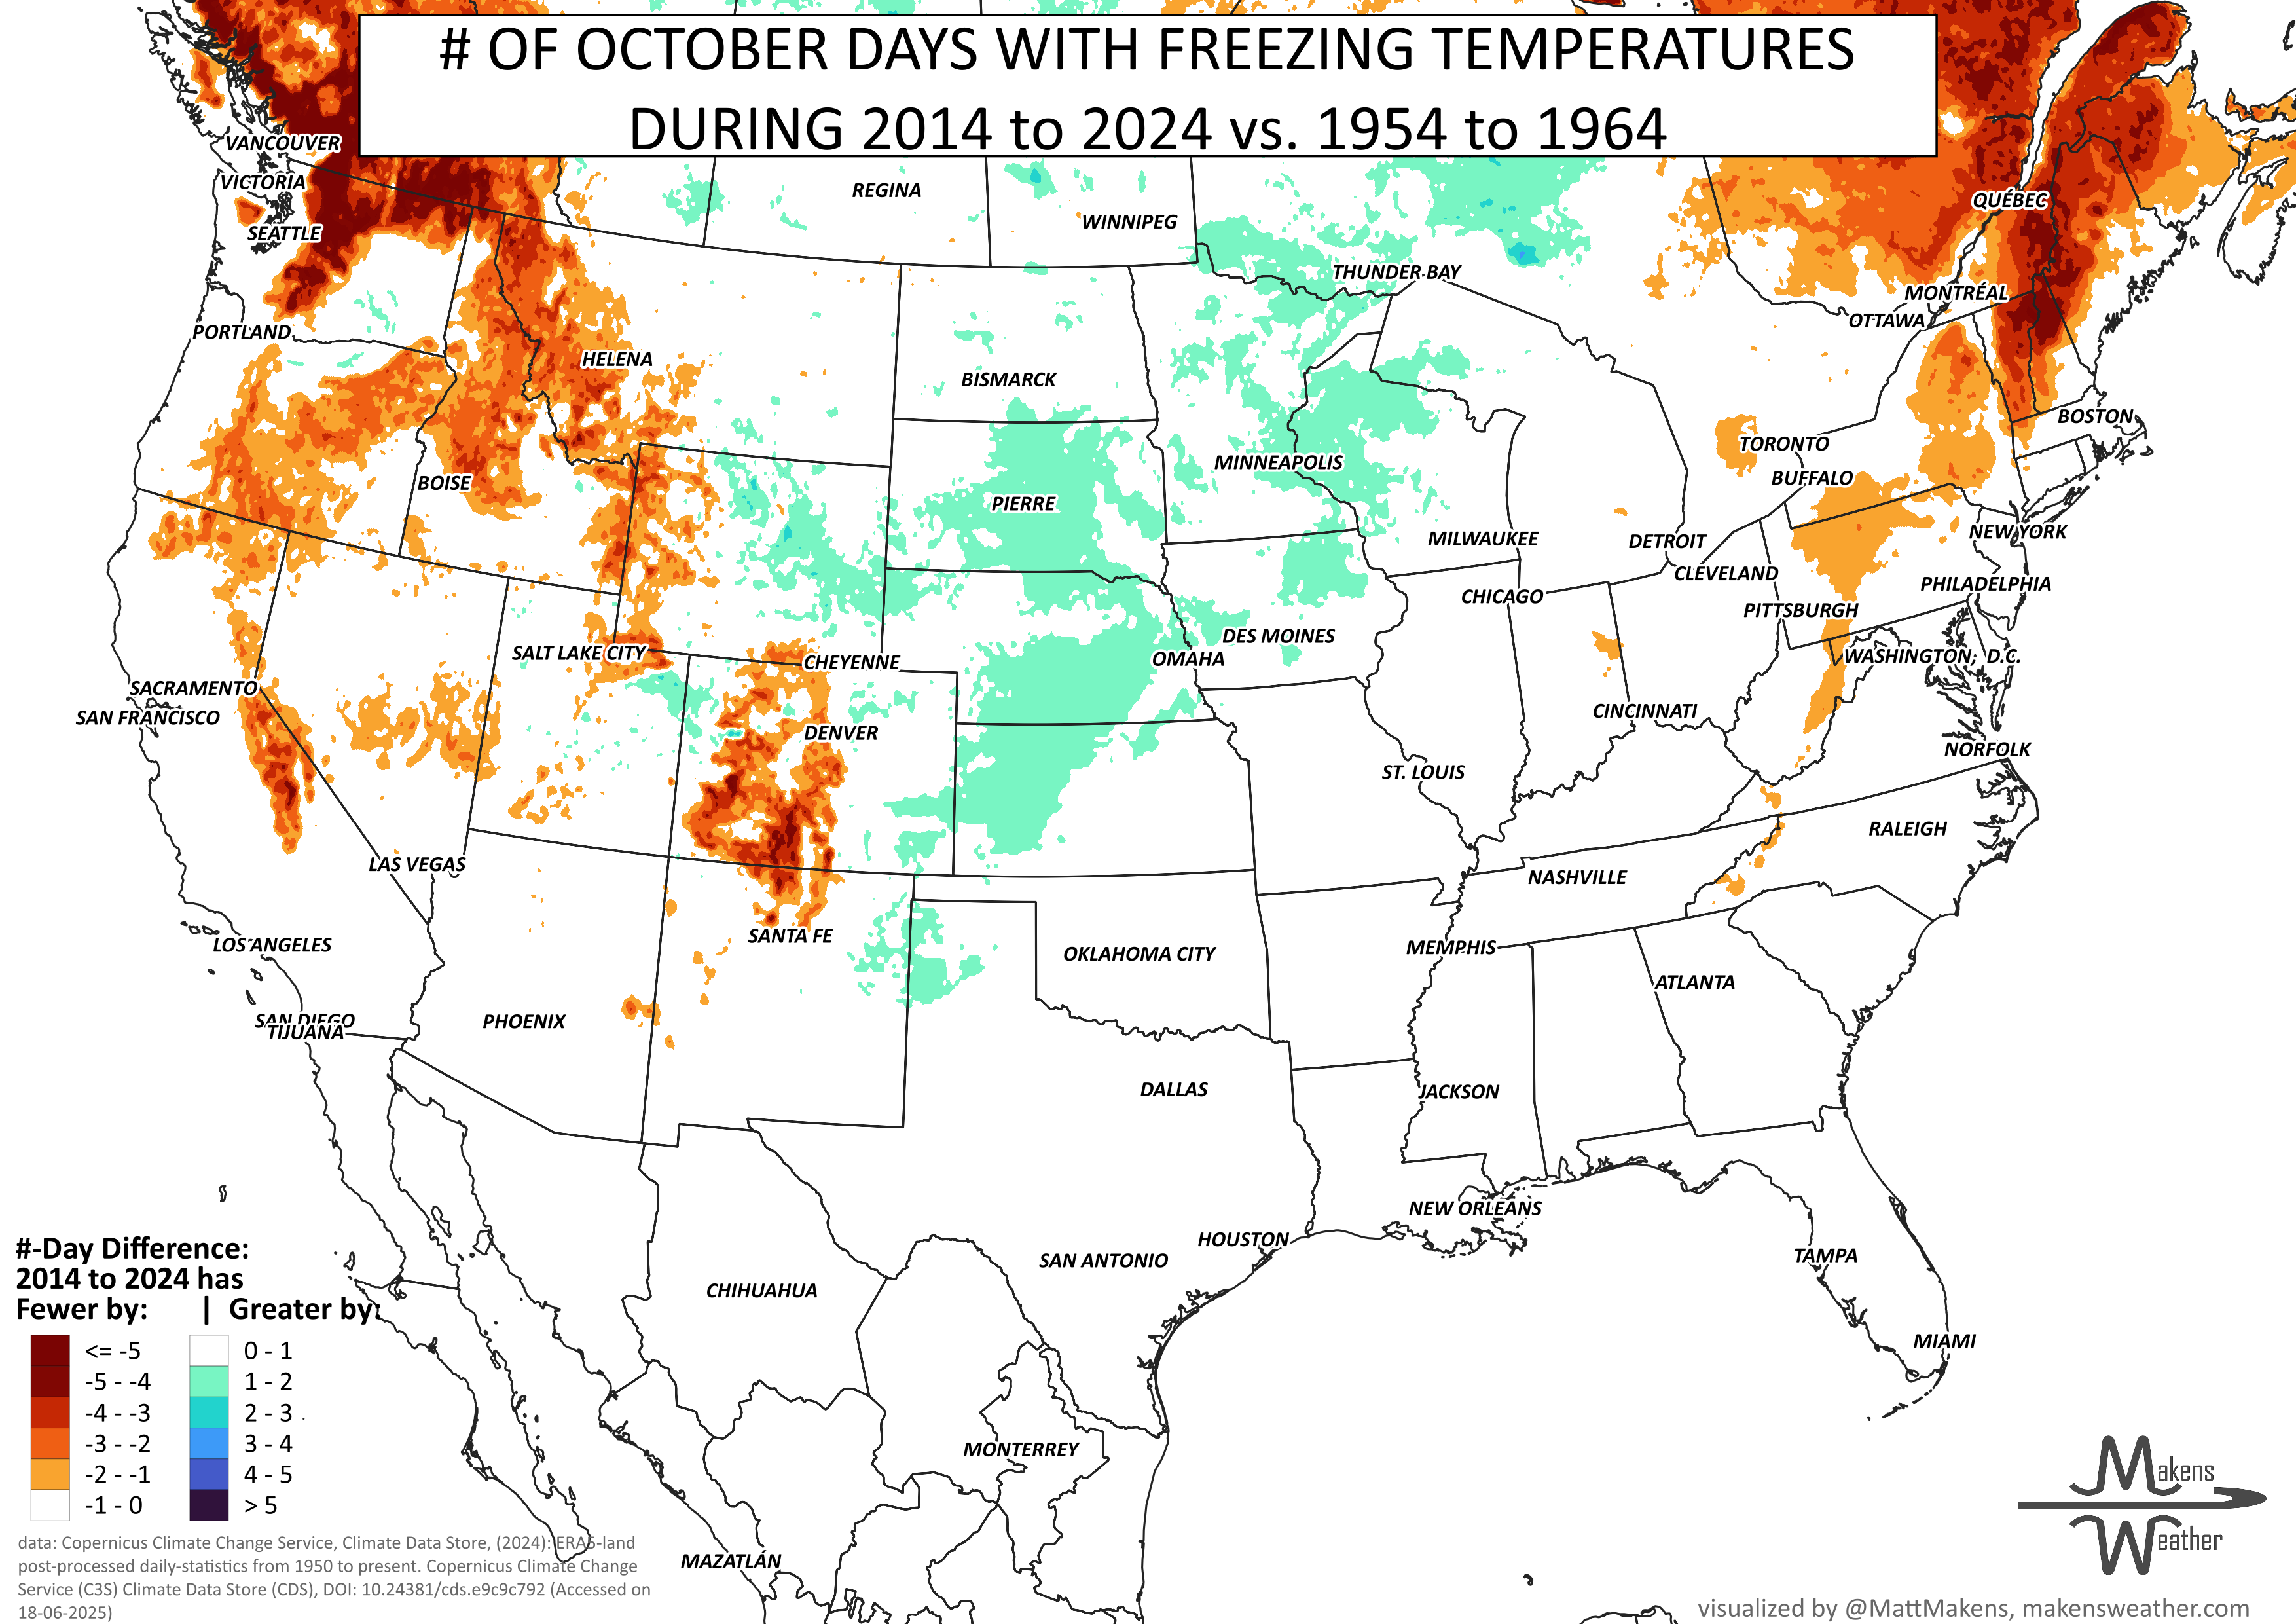 # OF OCTOBER DAYS WITH FREEZING TEMPERATURES
DURING 2014 to 2024 vs. 1954 to 1964
VANCOUVER
VICTORIA
SEATTLE
PORTLAND
REGINA
WINNIPEG
THUNDER BAY
QUÉBEC
MONTRÉAL
OTTAWA
HELENA
BISMARCK
BOISE
PIERRE
MINNEAPOLIS
TORONTO
BUFFALO
BOSTON
MILWAUKEE
DETROIT
NEW YORK
CLEVELAND
PHILADELPHIA
CHICAGO
PITTSBURGH
SALT LAKE CITY
CHEYENNE
DES MOINES
OMAHA
WASHINGTON, D.C.
SACRAMENTO
SAN FRANCISCO
DENVER
CINCINNATI
NORFOLK
ST. LOUIS
RALEIGH
LAS VEGAS
NASHVILLE
LOS ANGELES
SANTA FE
OKLAHOMA CITY
MEMPHIS
ATLANTA
SAN DIEGO
TIJUANA
PHOENIX
DALLAS
JACKSON
NEW ORLEANS
HOUSTON
SAN ANTONIO
TAMPA
CHIHUAHUA
MIAMI
MONTERREY
MAZATLÁN
#-Day Difference:
2014 to 2024 has
Fewer by: | Greater by:
<= -5 0 - 1
-5 - -4 1 - 2
-4 - -3 2 - 3
-3 - -2 3 - 4
-2 - -1 4 - 5
-1 - 0 > 5
data: Copernicus Climate Change Service, Climate Data Store, (2024): ERA5-land
post-processed daily-statistics from 1950 to present. Copernicus Climate Change
Service (C3S) Climate Data Store (CDS), DOI: 10.24381/cds.e9c9c792 (Accessed on
18-06-2025)
Makens
Weather
visualized by @MattMakens, makensweather.com